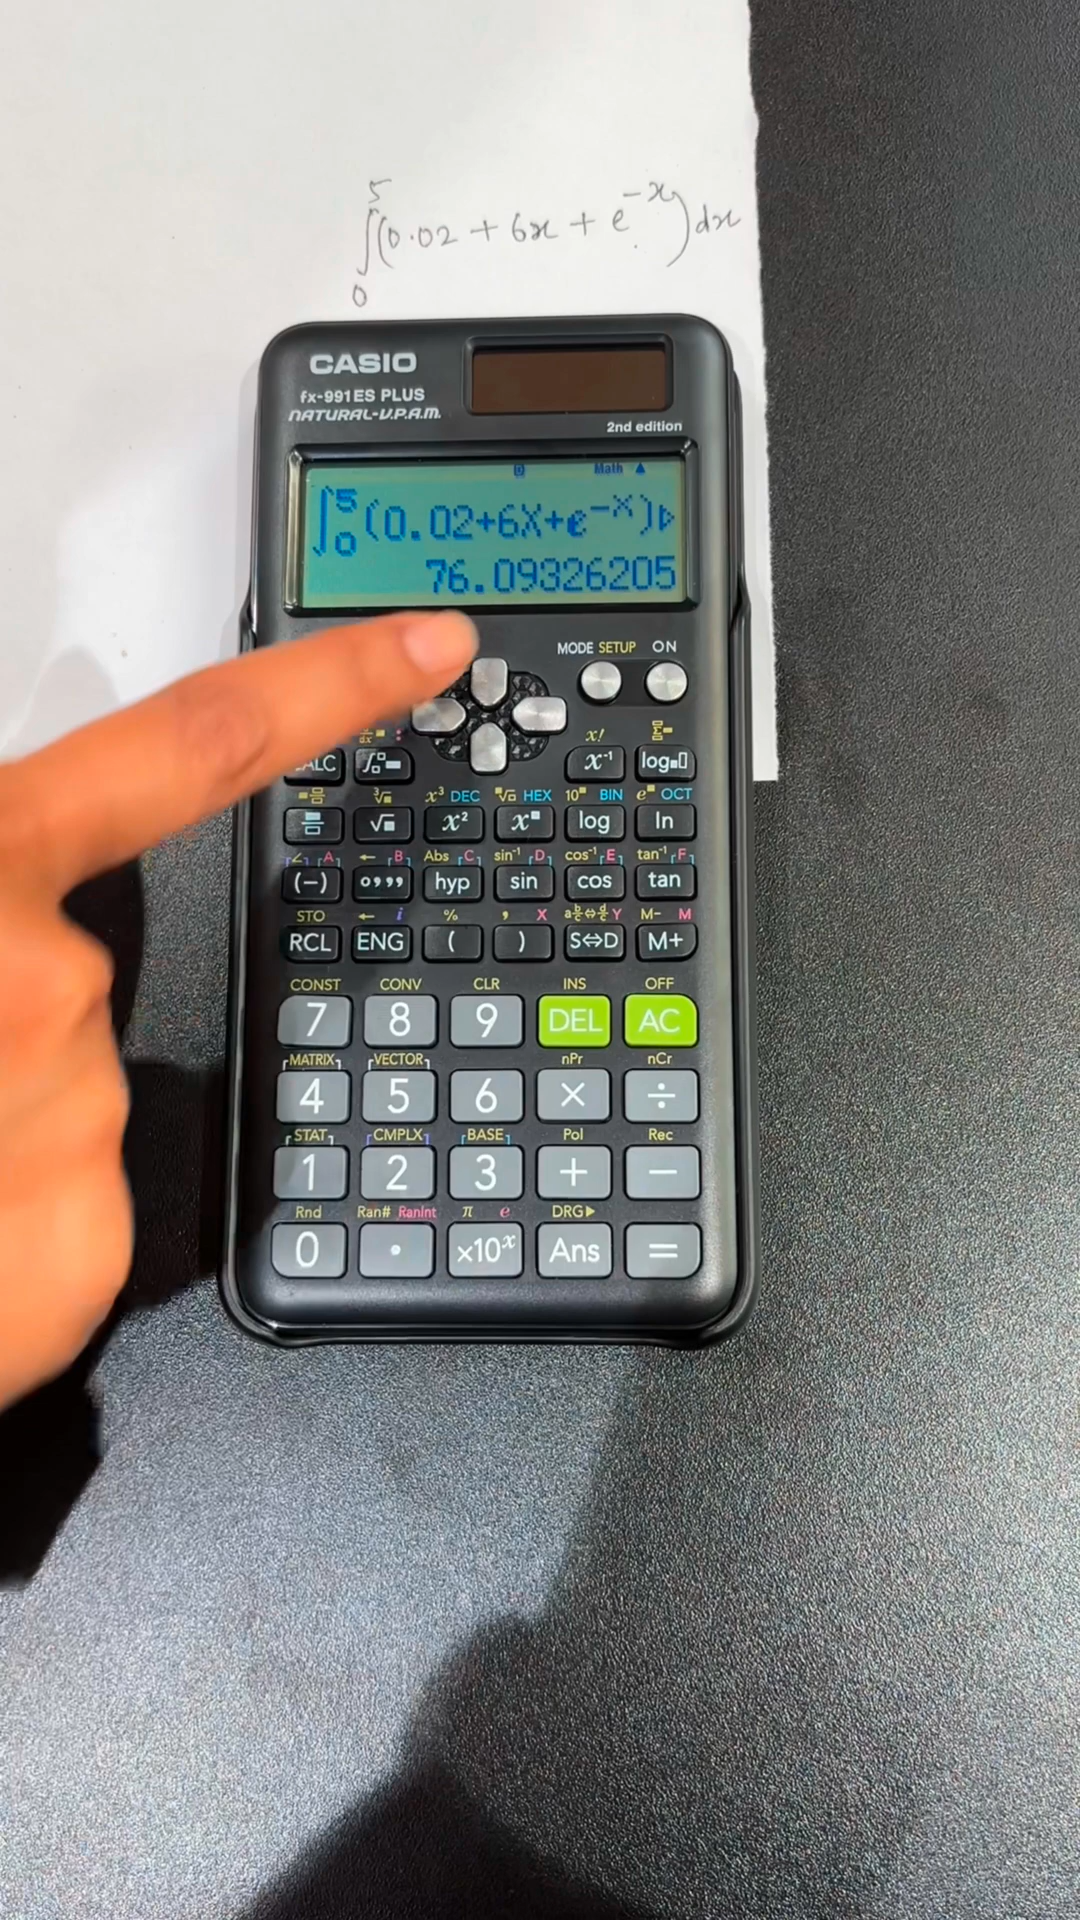 5
∫(0.02 + 6x + e^-x) dx
0
CASIO
fx-991ES PLUS
NATURAL-V.P.A.M.
2nd edition
D Math ▲
∫₀⁵(0.02+6X+e^-X)▷
76.09326205
MODE SETUP ON
x! Σ
ALC ∫ x⁻¹ log
³√■ x³ DEC ■√□ HEX 10■ BIN e■ OCT
√■ x² x■ log ln
∠ A ← B Abs C sin⁻¹ D cos⁻¹ E tan⁻¹ F
(−) °’’’ hyp sin cos tan
STO ← i % , X a b/c⇔d/c Y M− M
RCL ENG ( ) S⇔D M+
CONST CONV CLR INS OFF
7 8 9 DEL AC
MATRIX VECTOR nPr nCr
4 5 6 × ÷
STAT CMPLX BASE Pol Rec
1 2 3 + −
Rnd Ran# RanInt π e DRG▶
0 • ×10ˣ Ans =